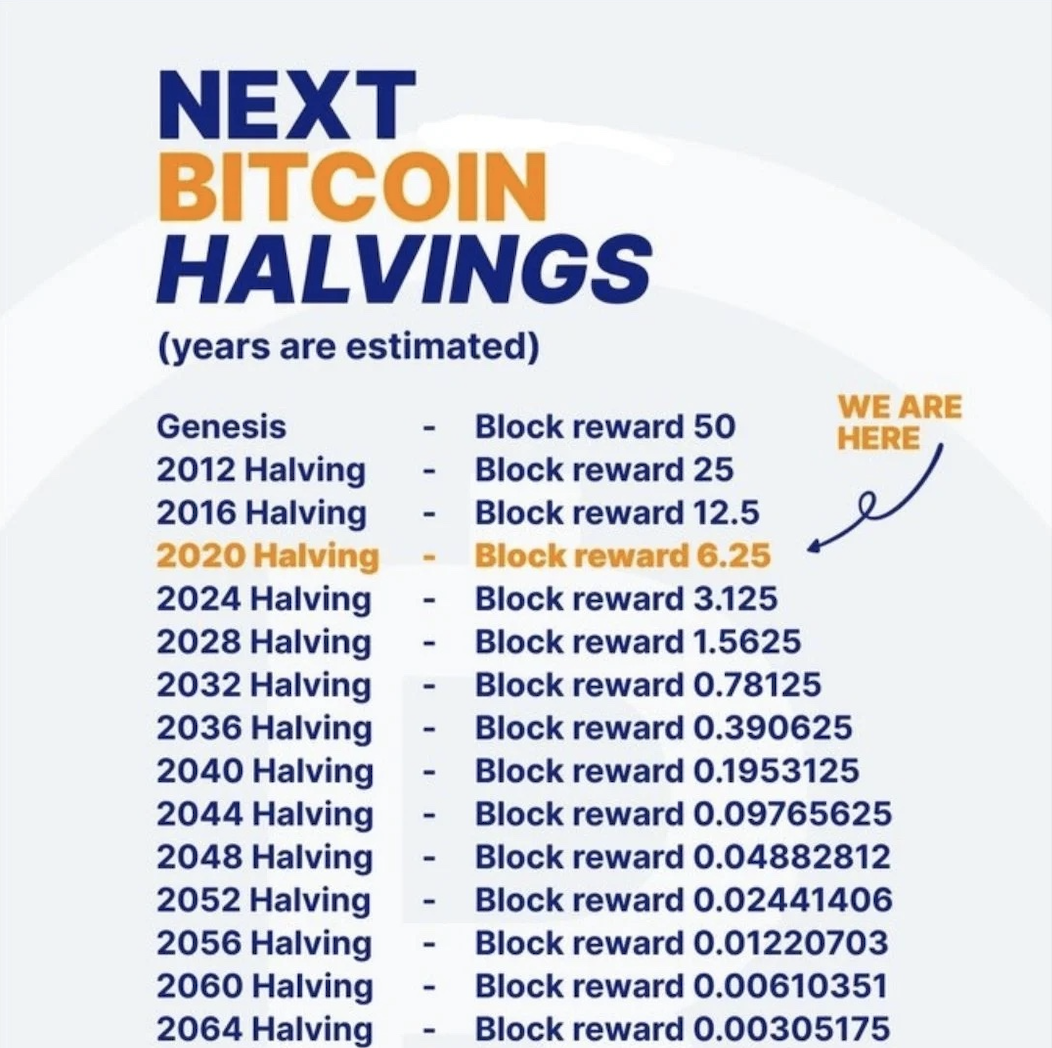 NEXT
BITCOIN
HALVINGS
(years are estimated)
WE ARE
HERE
Genesis - Block reward 50
2012 Halving - Block reward 25
2016 Halving - Block reward 12.5
2020 Halving - Block reward 6.25
2024 Halving - Block reward 3.125
2028 Halving - Block reward 1.5625
2032 Halving - Block reward 0.78125
2036 Halving - Block reward 0.390625
2040 Halving - Block reward 0.1953125
2044 Halving - Block reward 0.09765625
2048 Halving - Block reward 0.04882812
2052 Halving - Block reward 0.02441406
2056 Halving - Block reward 0.01220703
2060 Halving - Block reward 0.00610351
2064 Halving - Block reward 0.00305175